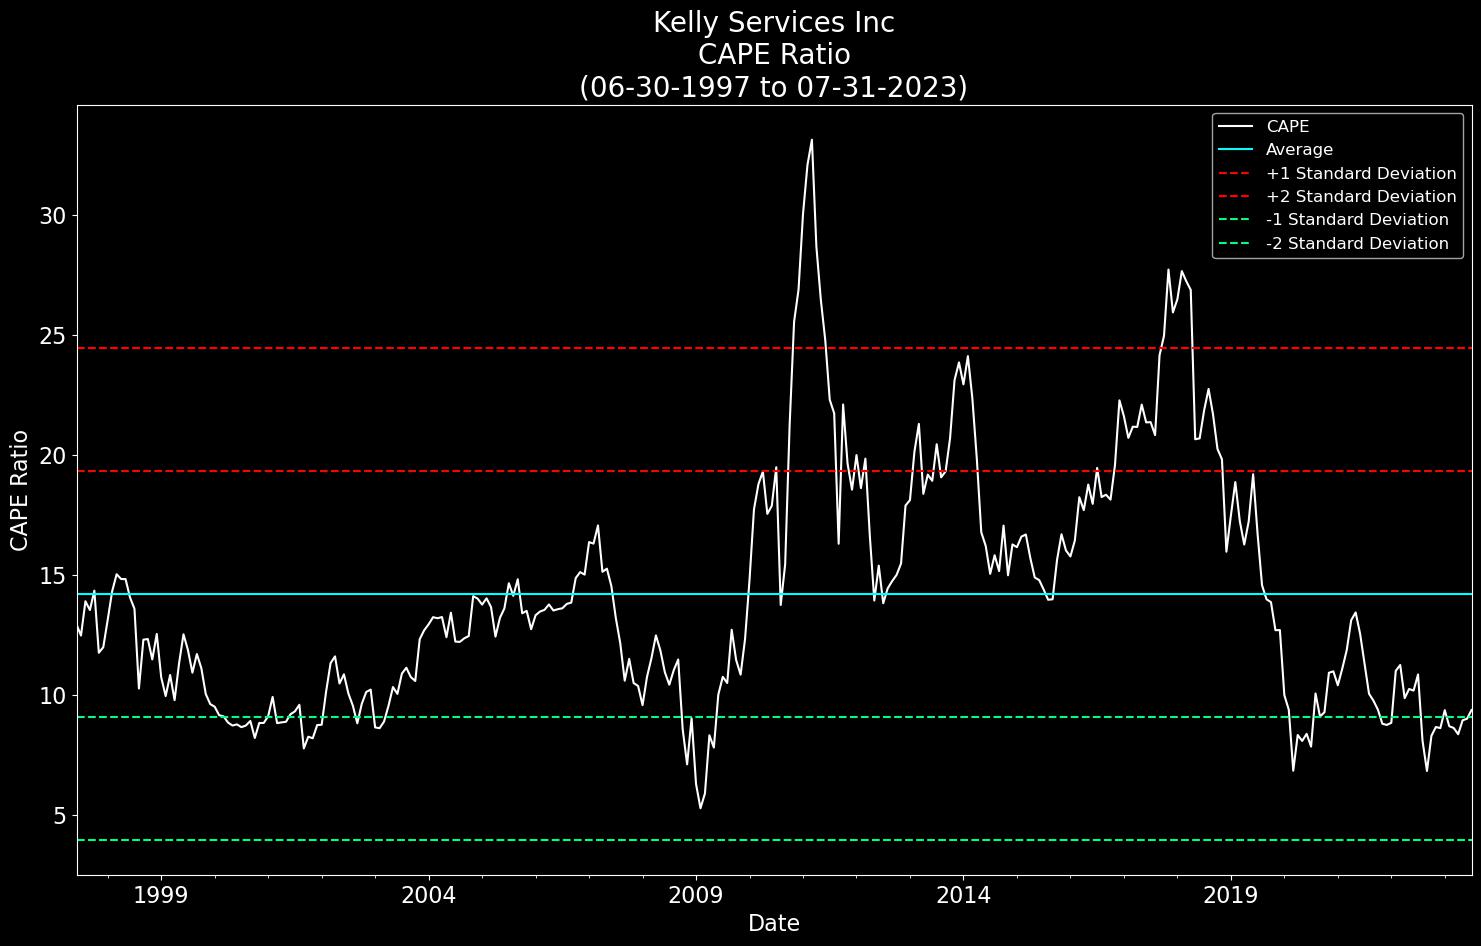 Kelly Services Inc
CAPE Ratio
(06-30-1997 to 07-31-2023)
CAPE
Average
+1 Standard Deviation
+2 Standard Deviation
-1 Standard Deviation
-2 Standard Deviation
30
25
20
15
10
5
CAPE Ratio
1999 2004 2009 2014 2019
Date